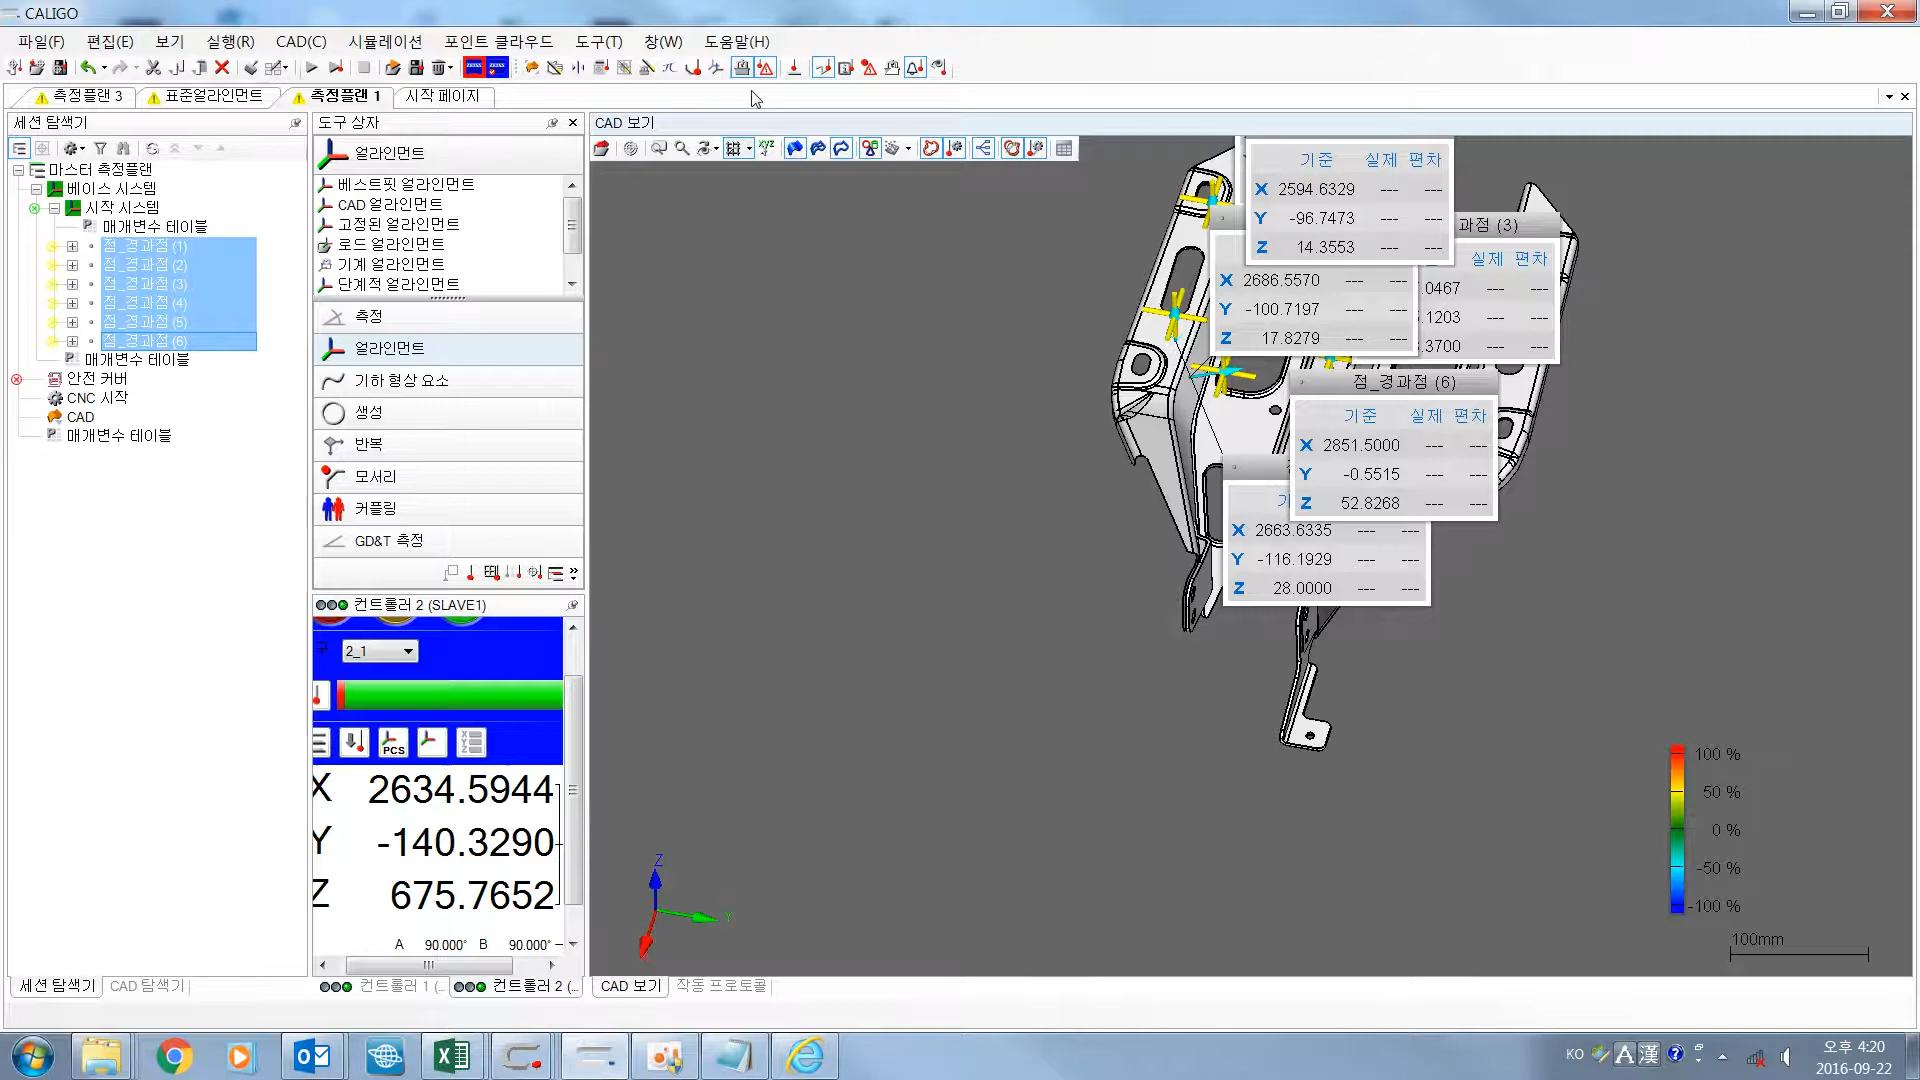 CALIGO
파일(F) 편집(E) 보기 실행(R) CAD(C) 시뮬레이션 포인트 클라우드 도구(T) 창(W) 도움말(H)
측정플랜 3 표준얼라인먼트 측정플랜 1 시작 페이지
세션 탐색기
마스터 측정플랜
베이스 시스템
시작 시스템
매개변수 테이블
점_경과점 (1)
점_경과점 (2)
점_경과점 (3)
점_경과점 (4)
점_경과점 (5)
점_경과점 (6)
매개변수 테이블
안전 커버
CNC 시작
CAD
매개변수 테이블
세션 탐색기 CAD 탐색기
도구 상자
얼라인먼트
베스트핏 얼라인먼트
CAD 얼라인먼트
고정된 얼라인먼트
로드 얼라인먼트
기계 얼라인먼트
단계적 얼라인먼트
측정
얼라인먼트
기하 형상 요소
생성
반복
모서리
커플링
GD&T 측정
컨트롤러 2 (SLAVE1)
2_1
PCS
X 2634.5944
Y -140.3290
Z 675.7652
A 90.000° B 90.000°
컨트롤러 1 (... 컨트롤러 2 (...
CAD 보기
기준 실제 편차
X 2594.6329 --- ---
Y -96.7473 --- ---
Z 14.3553 --- ---
과점 (3)
실제 편차
.0467 --- ---
.1203 --- ---
.3700 --- ---
X 2686.5570 --- ---
Y -100.7197 --- ---
Z 17.8279 --- ---
점_경과점 (6)
기준 실제 편차
X 2851.5000 --- ---
Y -0.5515 --- ---
Z 52.8268 --- ---
X 2663.6335 --- ---
Y -116.1929 --- ---
Z 28.0000 --- ---
100 %
50 %
0 %
-50 %
-100 %
100mm
Z
Y
CAD 보기 작동 프로토콜
KO A 漢
오후 4:20
2016-09-22